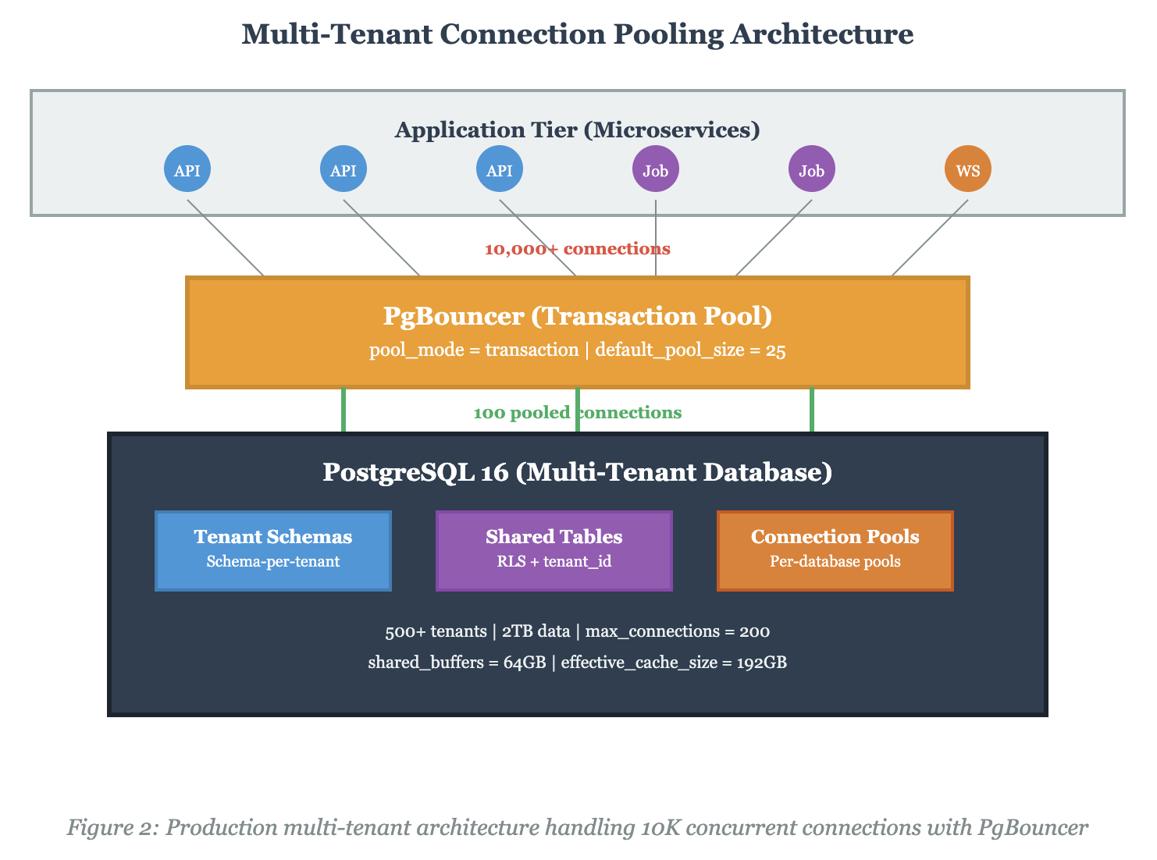 Multi-Tenant Connection Pooling Architecture
Application Tier (Microservices)
API
API
API
Job
Job
WS
10,000+ connections
PgBouncer (Transaction Pool)
pool_mode = transaction | default_pool_size = 25
100 pooled connections
PostgreSQL 16 (Multi-Tenant Database)
Tenant Schemas
Schema-per-tenant
Shared Tables
RLS + tenant_id
Connection Pools
Per-database pools
500+ tenants | 2TB data | max_connections = 200
shared_buffers = 64GB | effective_cache_size = 192GB
Figure 2: Production multi-tenant architecture handling 10K concurrent connections with PgBouncer